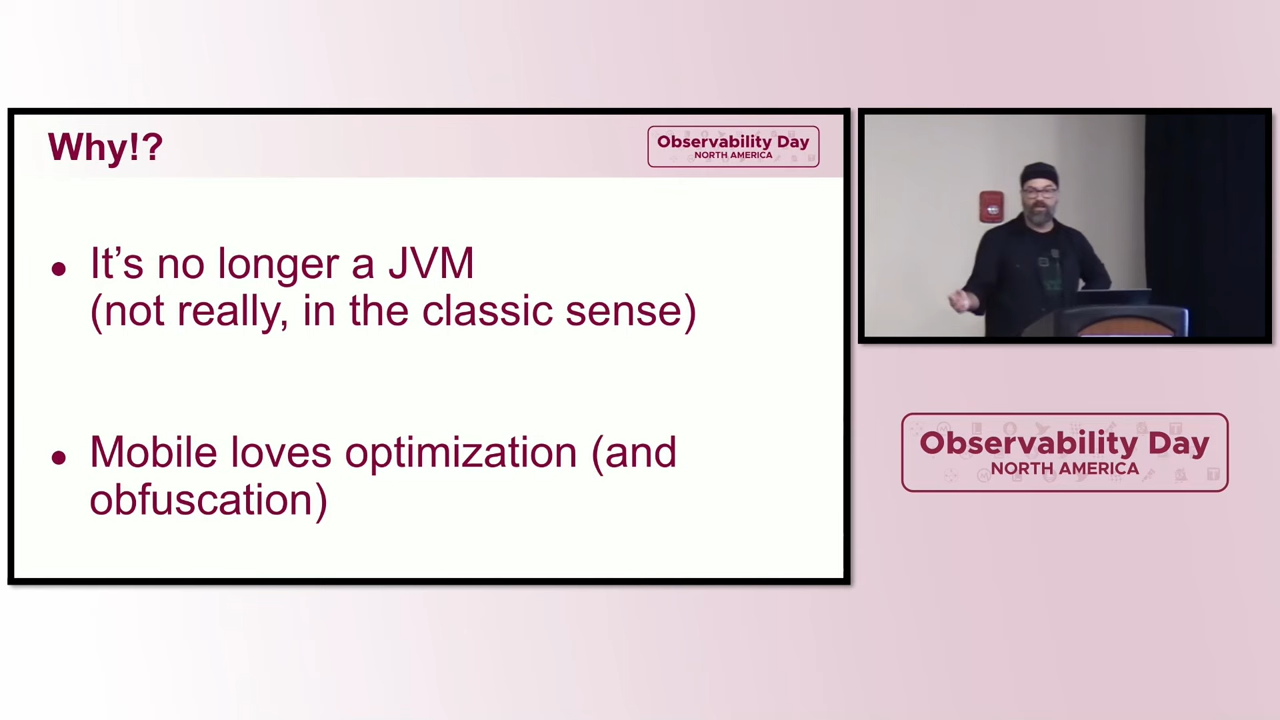 Why!?
Observability Day
NORTH AMERICA
● It’s no longer a JVM
(not really, in the classic sense)
● Mobile loves optimization (and
obfuscation)
Observability Day
NORTH AMERICA